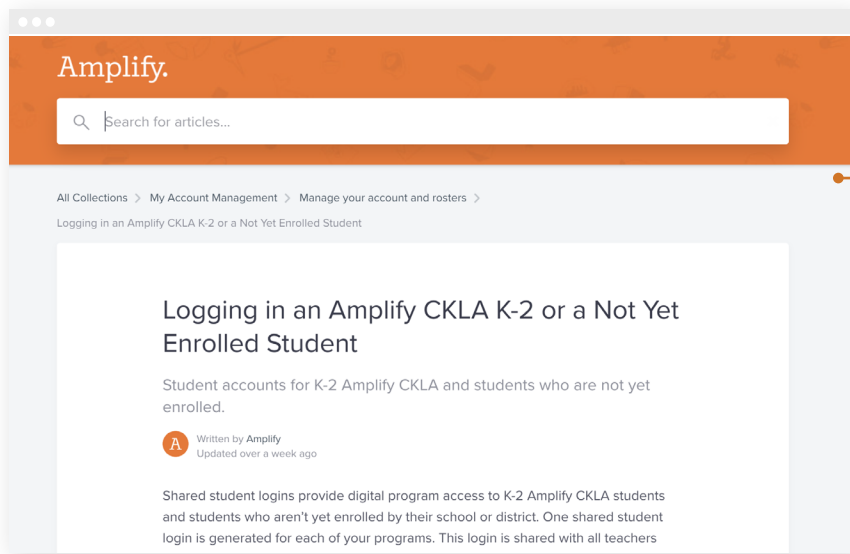 Amplify.
Search for articles...
All Collections > My Account Management > Manage your account and rosters >
Logging in an Amplify CKLA K-2 or a Not Yet Enrolled Student
Logging in an Amplify CKLA K-2 or a Not Yet
Enrolled Student
Student accounts for K-2 Amplify CKLA and students who are not yet
enrolled.
A
Written by Amplify
Updated over a week ago
Shared student logins provide digital program access to K-2 Amplify CKLA students
and students who aren't yet enrolled by their school or district. One shared student
login is generated for each of your programs. This login is shared with all teachers